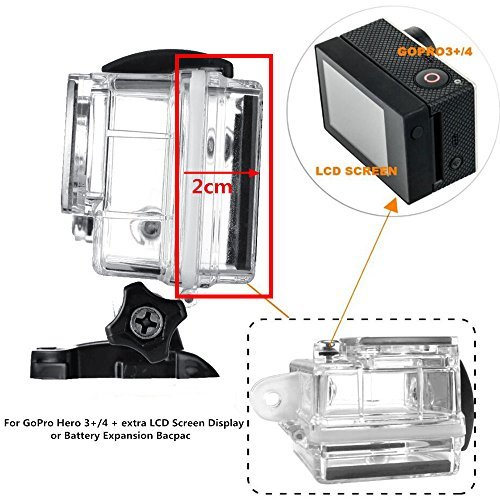 GOPRO3+/4
LCD SCREEN
2cm
For GoPro Hero 3+/4 + extra LCD Screen Display
or Battery Expansion Bacpac